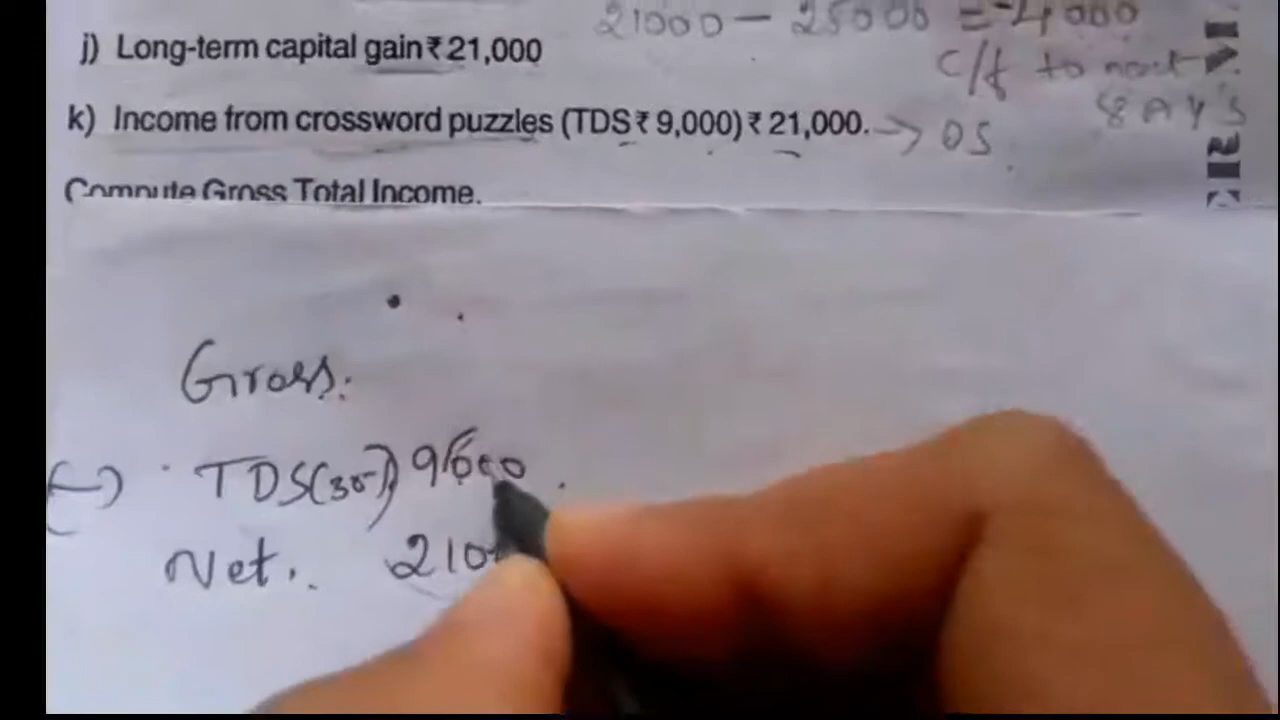 21000 - 25000 = -4000
j) Long-term capital gain ₹ 21,000
c/f to next
8 AY's
k) Income from crossword puzzles (TDS ₹ 9,000) ₹ 21,000. → OS
Compute Gross Total Income.
Gross:
(-) TDS( 9000
Net.. 210